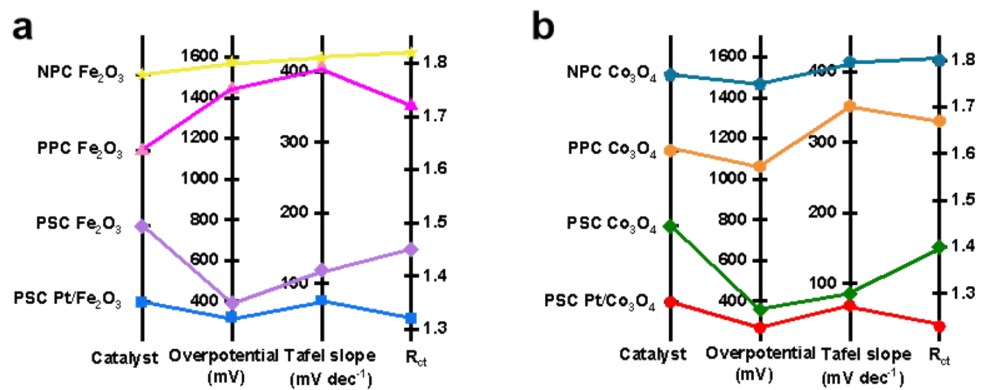 a
NPC Fe₂O₃
PPC Fe₂O₃
PSC Fe₂O₃
PSC Pt/Fe₂O₃
1600
1400
1200
1000
800
600
400
400
300
200
100
1.8
1.7
1.6
1.5
1.4
1.3
Catalyst
Overpotential
(mV)
Tafel slope
(mV dec⁻¹)
R_ct
b
NPC Co₃O₄
PPC Co₃O₄
PSC Co₃O₄
PSC Pt/Co₃O₄
1600
1400
1200
1000
800
600
400
400
300
200
100
1.8
1.7
1.6
1.5
1.4
1.3
Catalyst
Overpotential
(mV)
Tafel slope
(mV dec⁻¹)
R_ct